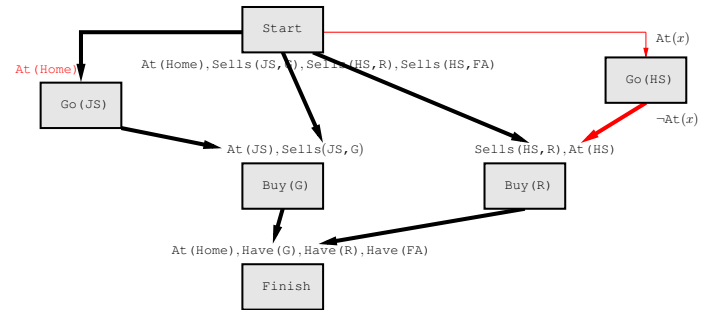 Start
At(x)
At(Home),Sells(JS,G),Sells(HS,R),Sells(HS,FA)
At(Home)
Go(HS)
Go(JS)
¬At(x)
At(JS),Sells(JS,G)
Sells(HS,R),At(HS)
Buy(G)
Buy(R)
At(Home),Have(G),Have(R),Have(FA)
Finish